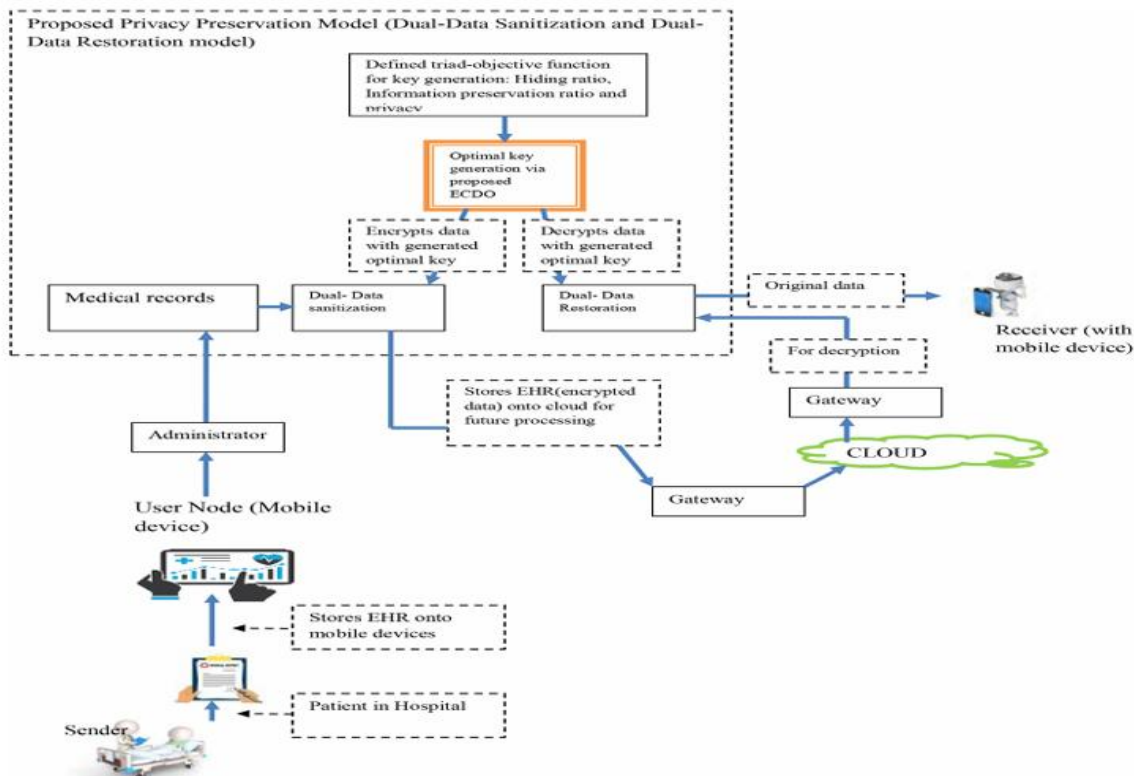 Proposed Privacy Preservation Model (Dual-Data Sanitization and Dual-
Data Restoration model)
Defined triad-objective function
for key generation: Hiding ratio,
Information preservation ratio and
privacy
Optimal key
generation via
proposed
ECDO
Encrypts data
with generated
optimal key
Decrypts data
with generated
optimal key
Medical records
Dual- Data
sanitization
Dual- Data
Restoration
Original data
Receiver (with
mobile device)
For decryption
Gateway
CLOUD
Stores EHR(encrypted
data) onto cloud for
future processing
Gateway
Administrator
User Node (Mobile
device)
Stores EHR onto
mobile devices
Patient in Hospital
Sender